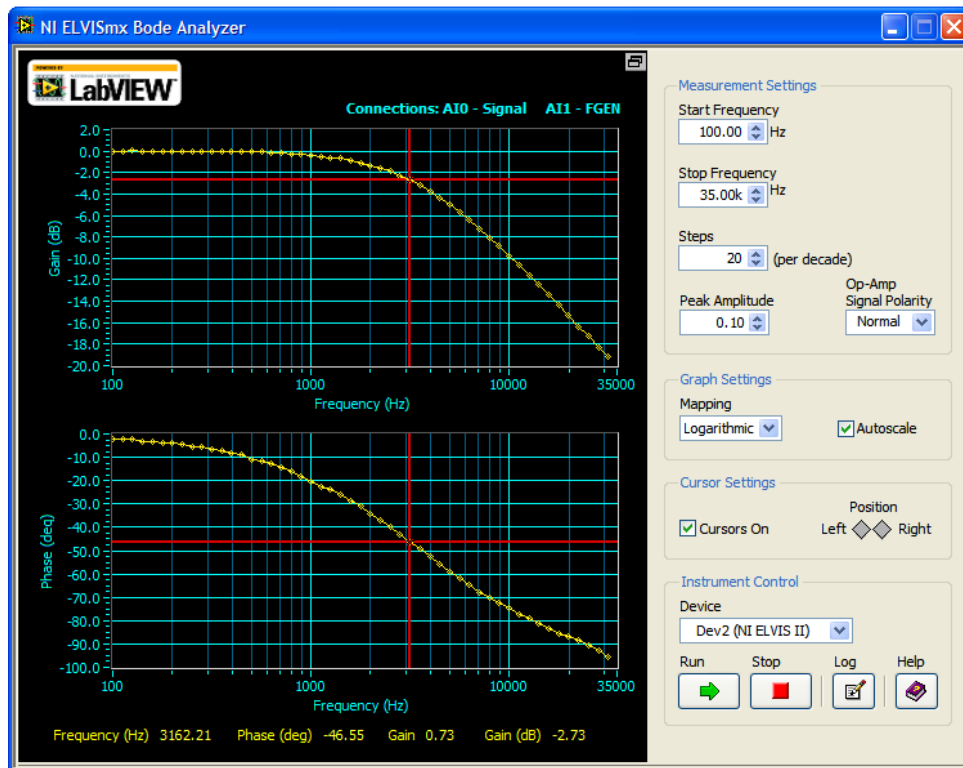 NI ELVISmx Bode Analyzer
POWERED BY
NATIONAL INSTRUMENTS
LabVIEW™
Connections: AI0 - Signal AI1 - FGEN
2.0
0.0
-2.0
-4.0
-6.0
-8.0
-10.0
-12.0
-14.0
-16.0
-18.0
-20.0
Gain (dB)
100 1000 10000 35000
Frequency (Hz)
0.0
-10.0
-20.0
-30.0
-40.0
-50.0
-60.0
-70.0
-80.0
-90.0
-100.0
Phase (deg)
100 1000 10000 35000
Frequency (Hz)
Frequency (Hz) 3162.21 Phase (deg) -46.55 Gain 0.73 Gain (dB) -2.73
Measurement Settings
Start Frequency
100.00 Hz
Stop Frequency
35.00k Hz
Steps
20 (per decade)
Peak Amplitude
0.10
Op-Amp
Signal Polarity
Normal
Graph Settings
Mapping
Logarithmic
Autoscale
Cursor Settings
Cursors On
Position
Left Right
Instrument Control
Device
Dev2 (NI ELVIS II)
Run Stop Log Help